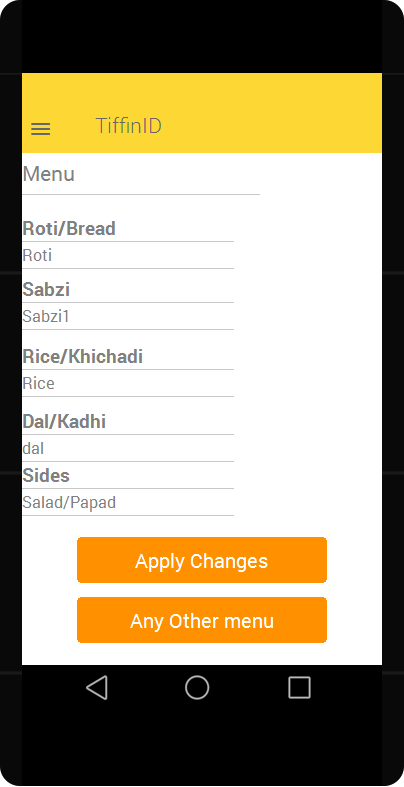 TiffinID
Menu
Roti/Bread
Roti
Sabzi
Sabzi1
Rice/Khichadi
Rice
Dal/Kadhi
dal
Sides
Salad/Papad
Apply Changes
Any Other menu